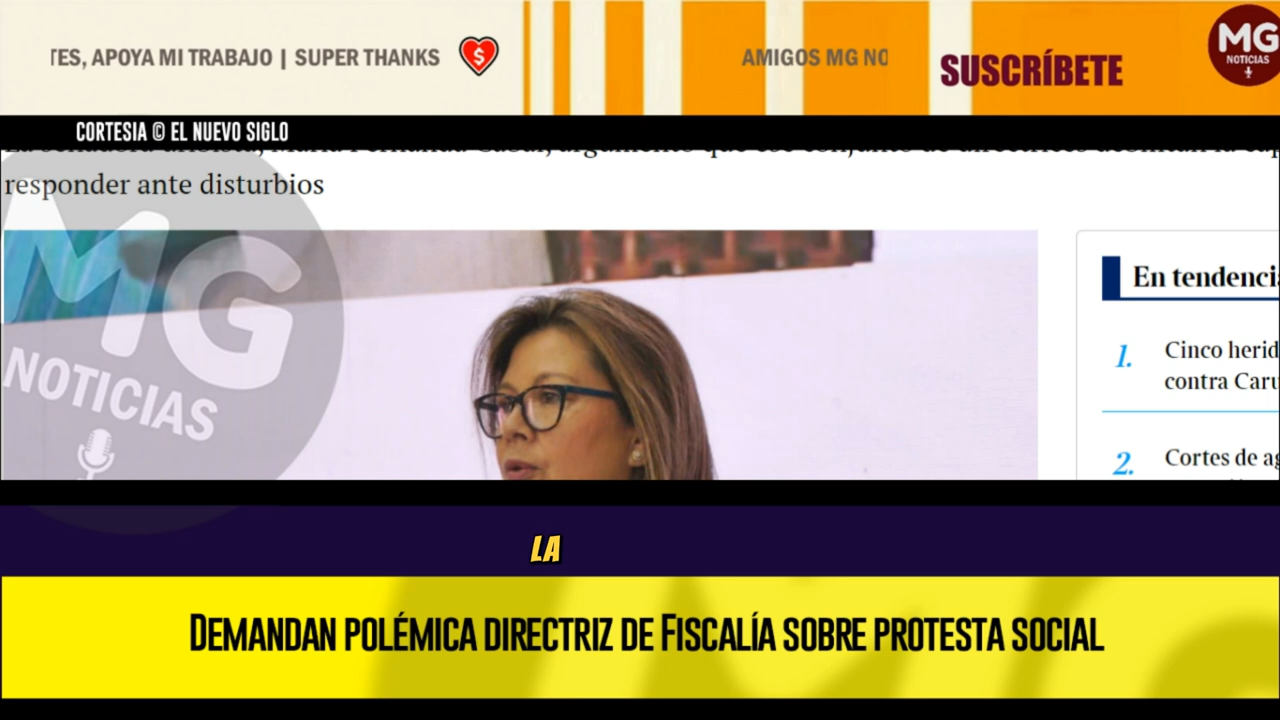 TES, APOYA MI TRABAJO | SUPER THANKS
$
AMIGOS MG NO
SUSCRÍBETE
MG
NOTICIAS
CORTESIA © EL NUEVO SIGLO
responder ante disturbios
MG
NOTICIAS
En tendencia
1.
Cinco herid
contra Caru
2.
Cortes de ag
LA
DEMANDAN POLÉMICA DIRECTRIZ DE FISCALÍA SOBRE PROTESTA SOCIAL